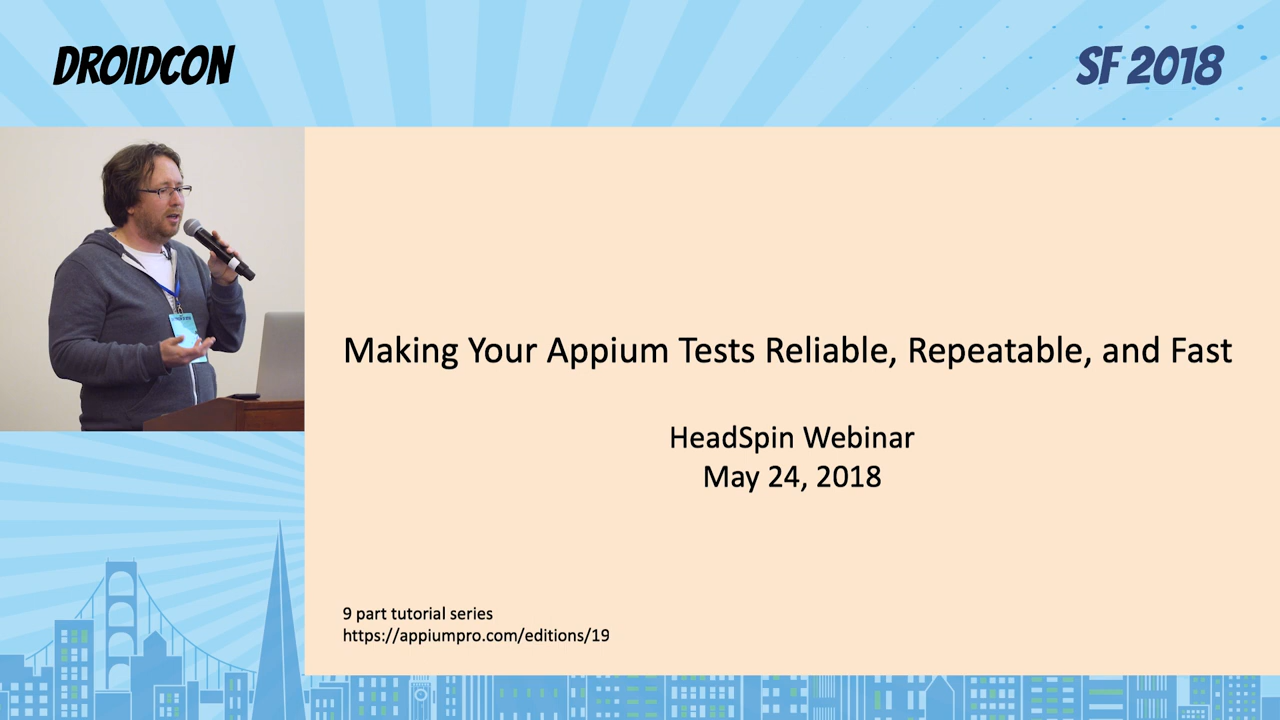 DROIDCON
SF 2018
Making Your Appium Tests Reliable, Repeatable, and Fast
HeadSpin Webinar
May 24, 2018
9 part tutorial series
https://appiumpro.com/editions/19